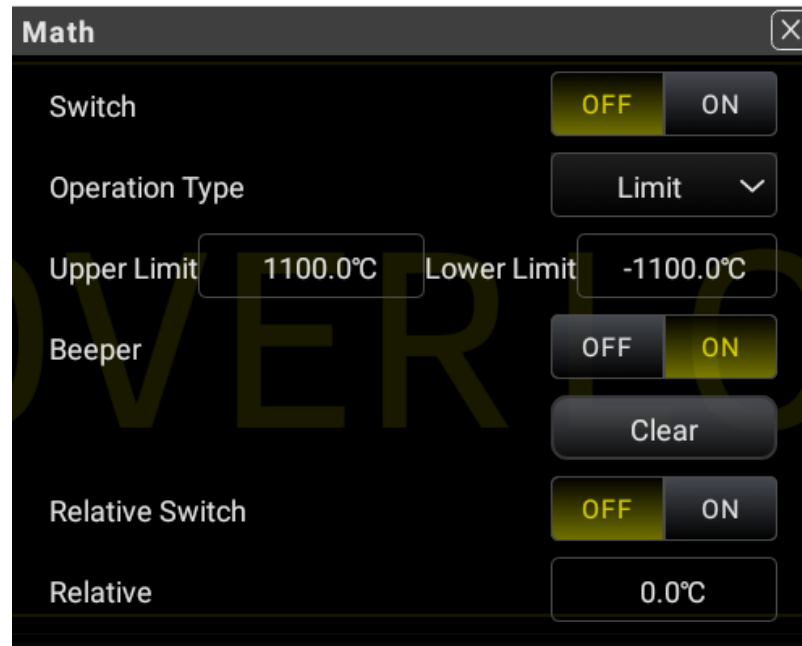 Math
Switch OFF ON
Operation Type Limit
Upper Limit 1100.0℃ Lower Limit -1100.0℃
Beeper OFF ON
Clear
Relative Switch OFF ON
Relative 0.0℃